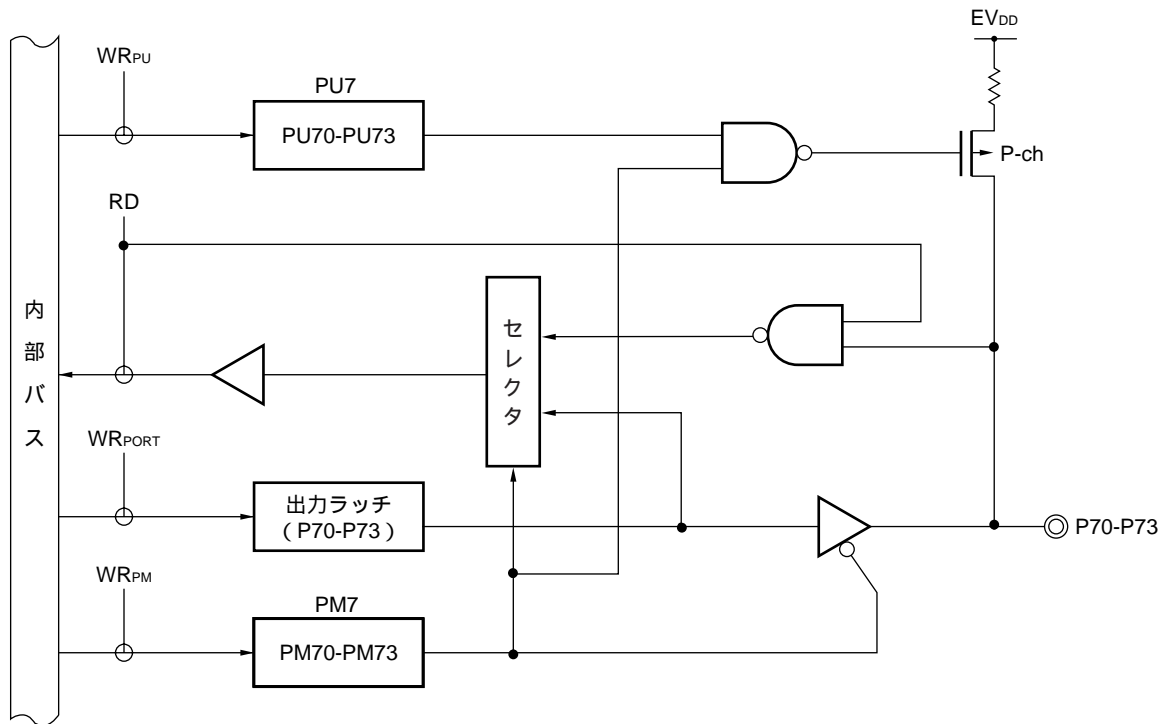 EVDD
WRPU
PU7
PU70-PU73
P-ch
RD
内部バス
セレクタ
WRPORT
出力ラッチ
(P70-P73)
P70-P73
WRPM
PM7
PM70-PM73